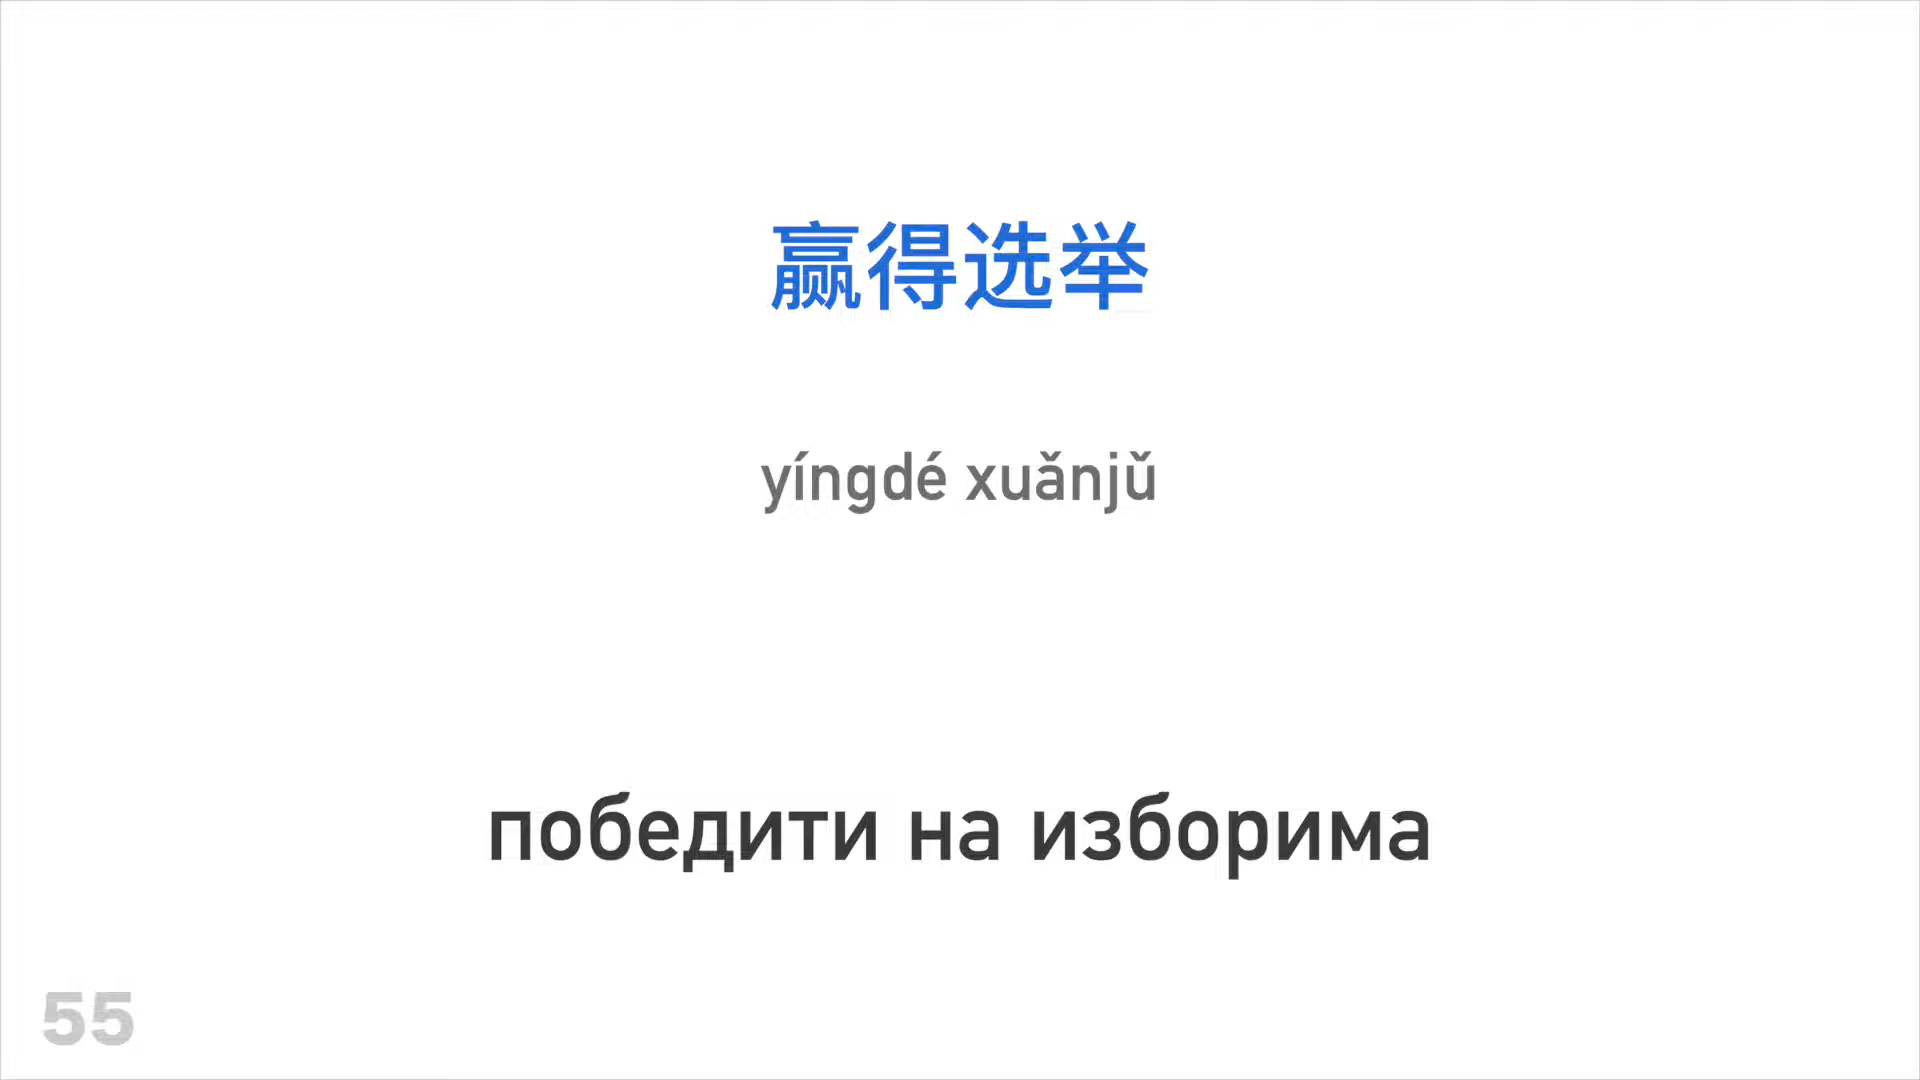 赢得选举
yíngdé xuǎnjǔ
победити на изборима
55